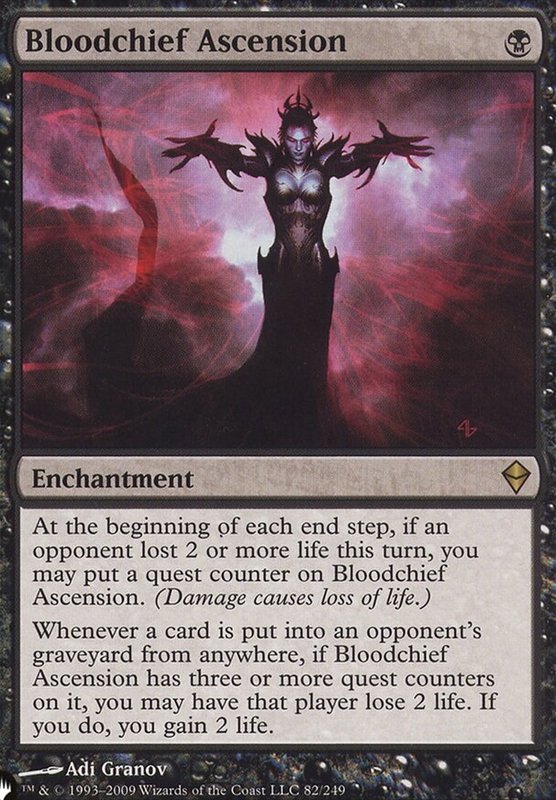 Bloodchief Ascension
Enchantment
At the beginning of each end step, if an
opponent lost 2 or more life this turn, you
may put a quest counter on Bloodchief
Ascension. (Damage causes loss of life.)
Whenever a card is put into an opponent's
graveyard from anywhere, if Bloodchief
Ascension has three or more quest counters
on it, you may have that player lose 2 life. If
you do, you gain 2 life.
Adi Granov
™ & © 1993–2009 Wizards of the Coast LLC 82/249